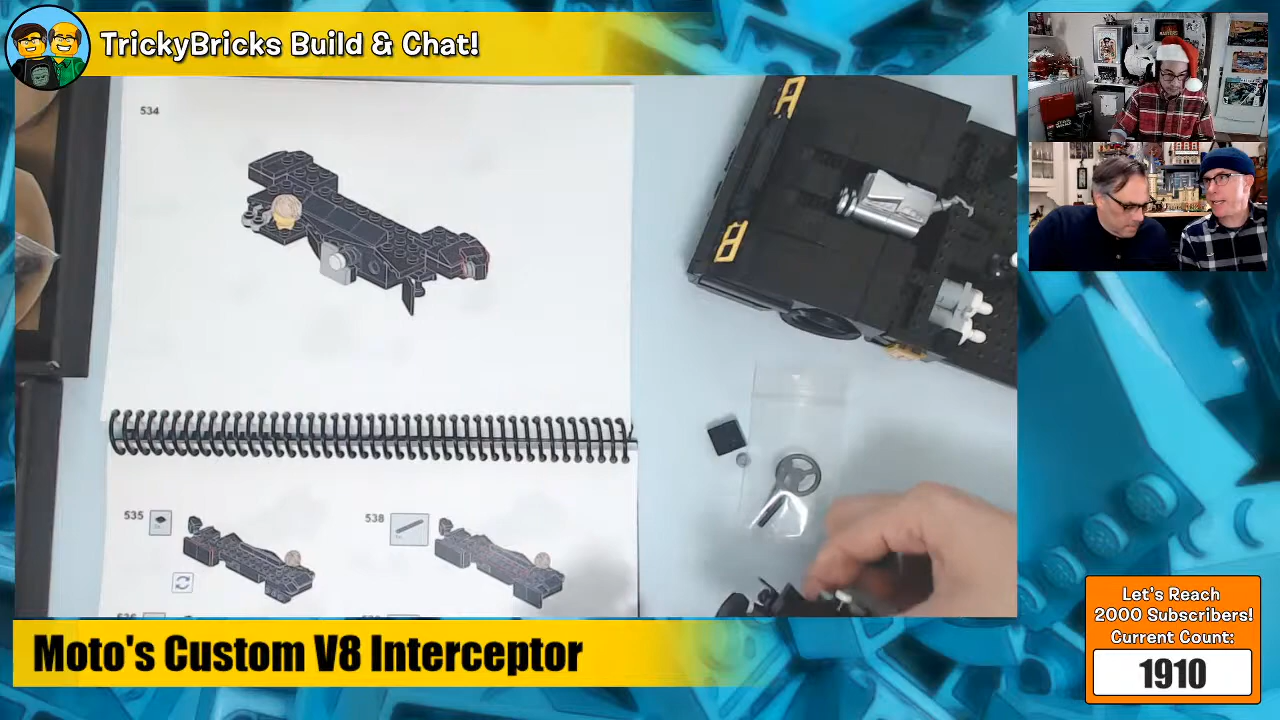 TrickyBricks Build & Chat!
534
535
538
Moto's Custom V8 Interceptor
Let's Reach
2000 Subscribers!
Current Count:
1910